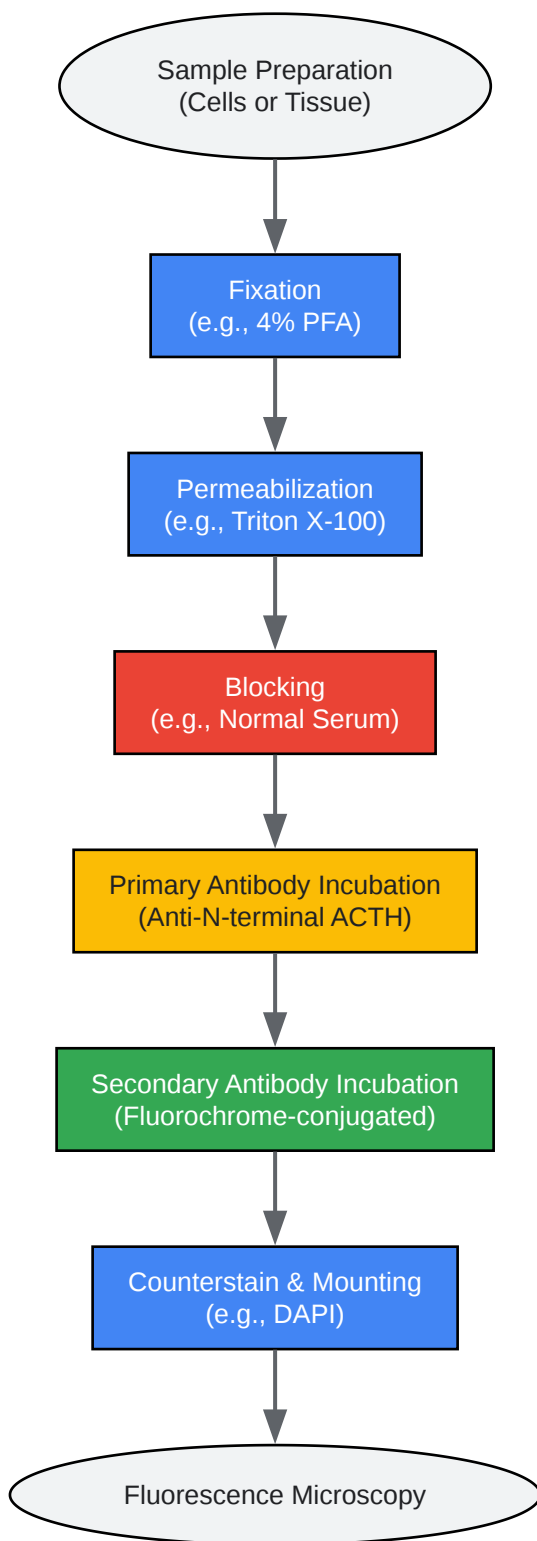 Sample Preparation
(Cells or Tissue)
Fixation
(e.g., 4% PFA)
Permeabilization
(e.g., Triton X-100)
Blocking
(e.g., Normal Serum)
Primary Antibody Incubation
(Anti-N-terminal ACTH)
Secondary Antibody Incubation
(Fluorochrome-conjugated)
Counterstain & Mounting
(e.g., DAPI)
Fluorescence Microscopy